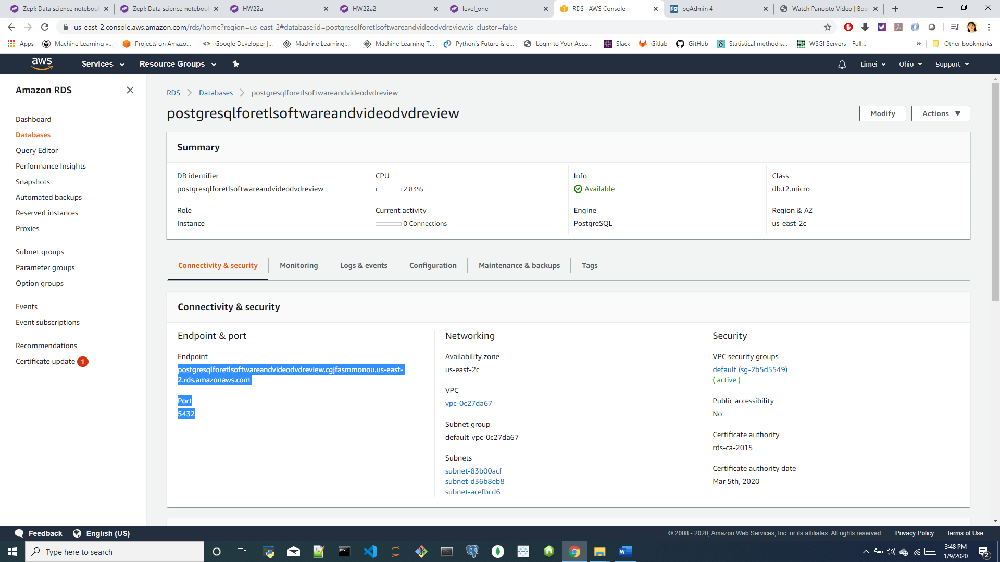 Zepl: Data science notebook
Zepl: Data science notebook
HW22a
HW22a2
level_one
RDS · AWS Console
pgAdmin 4
Watch Panopto Video | Boo
us-east-2.console.aws.amazon.com/rds/home?region=us-east-2#database:id=postgresqlforetlsoftwareandvideodvdreview;is-cluster=false
Apps
Machine Learning v...
Projects on Amazo...
Google Developer |...
Machine Learning...
Machine Learning T...
Python's Future is e...
Login to Your Acco...
Slack
Gitlab
GitHub
Statistical method s...
WSGI Servers - Full...
»
Other bookmarks
aws
Services
Resource Groups
Limei
Ohio
Support
Amazon RDS
Dashboard
Databases
Query Editor
Performance Insights
Snapshots
Automated backups
Reserved instances
Proxies
Subnet groups
Parameter groups
Option groups
Events
Event subscriptions
Recommendations
Certificate update 1
RDS
Databases
postgresqlforetlsoftwareandvideodvdreview
postgresqlforetlsoftwareandvideodvdreview
Modify
Actions
Summary
DB identifier
postgresqlforetlsoftwareandvideodvdreview
CPU
2.83%
Info
Available
Class
db.t2.micro
Role
Instance
Current activity
0 Connections
Engine
PostgreSQL
Region & AZ
us-east-2c
Connectivity & security
Monitoring
Logs & events
Configuration
Maintenance & backups
Tags
Connectivity & security
Endpoint & port
Endpoint
postgresqlforetlsoftwareandvideodvdreview.cgjfasmmonou.us-east-
2.rds.amazonaws.com
Port
5432
Networking
Availability zone
us-east-2c
VPC
vpc-0c27da67
Subnet group
default-vpc-0c27da67
Subnets
subnet-83b00acf
subnet-d36b8eb8
subnet-acefbcd6
Security
VPC security groups
default (sg-2b5d5549)
( active )
Public accessibility
No
Certificate authority
rds-ca-2015
Certificate authority date
Mar 5th, 2020
Feedback
English (US)
© 2008 - 2020, Amazon Web Services, Inc. or its affiliates. All rights reserved.
Privacy Policy
Terms of Use
Type here to search
3:48 PM
1/9/2020
2